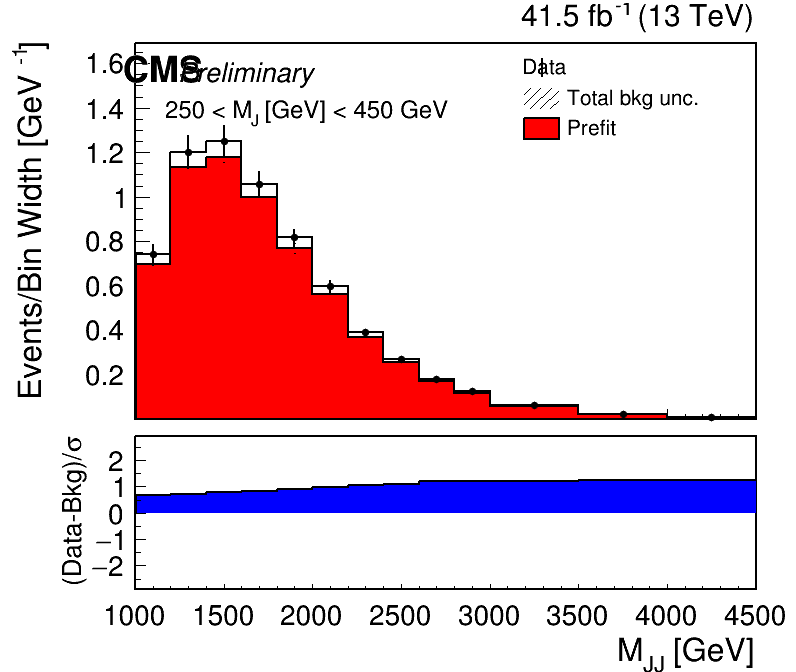 41.5 fb-1 (13 TeV)
CMS Preliminary
250 < MJ [GeV] < 450 GeV
Data
Total bkg unc.
Prefit
Events/Bin Width [GeV-1]
1.6
1.4
1.2
1
0.8
0.6
0.4
0.2
(Data-Bkg)/σ
2
1
0
−1
−2
1000 1500 2000 2500 3000 3500 4000 4500
MJJ [GeV]